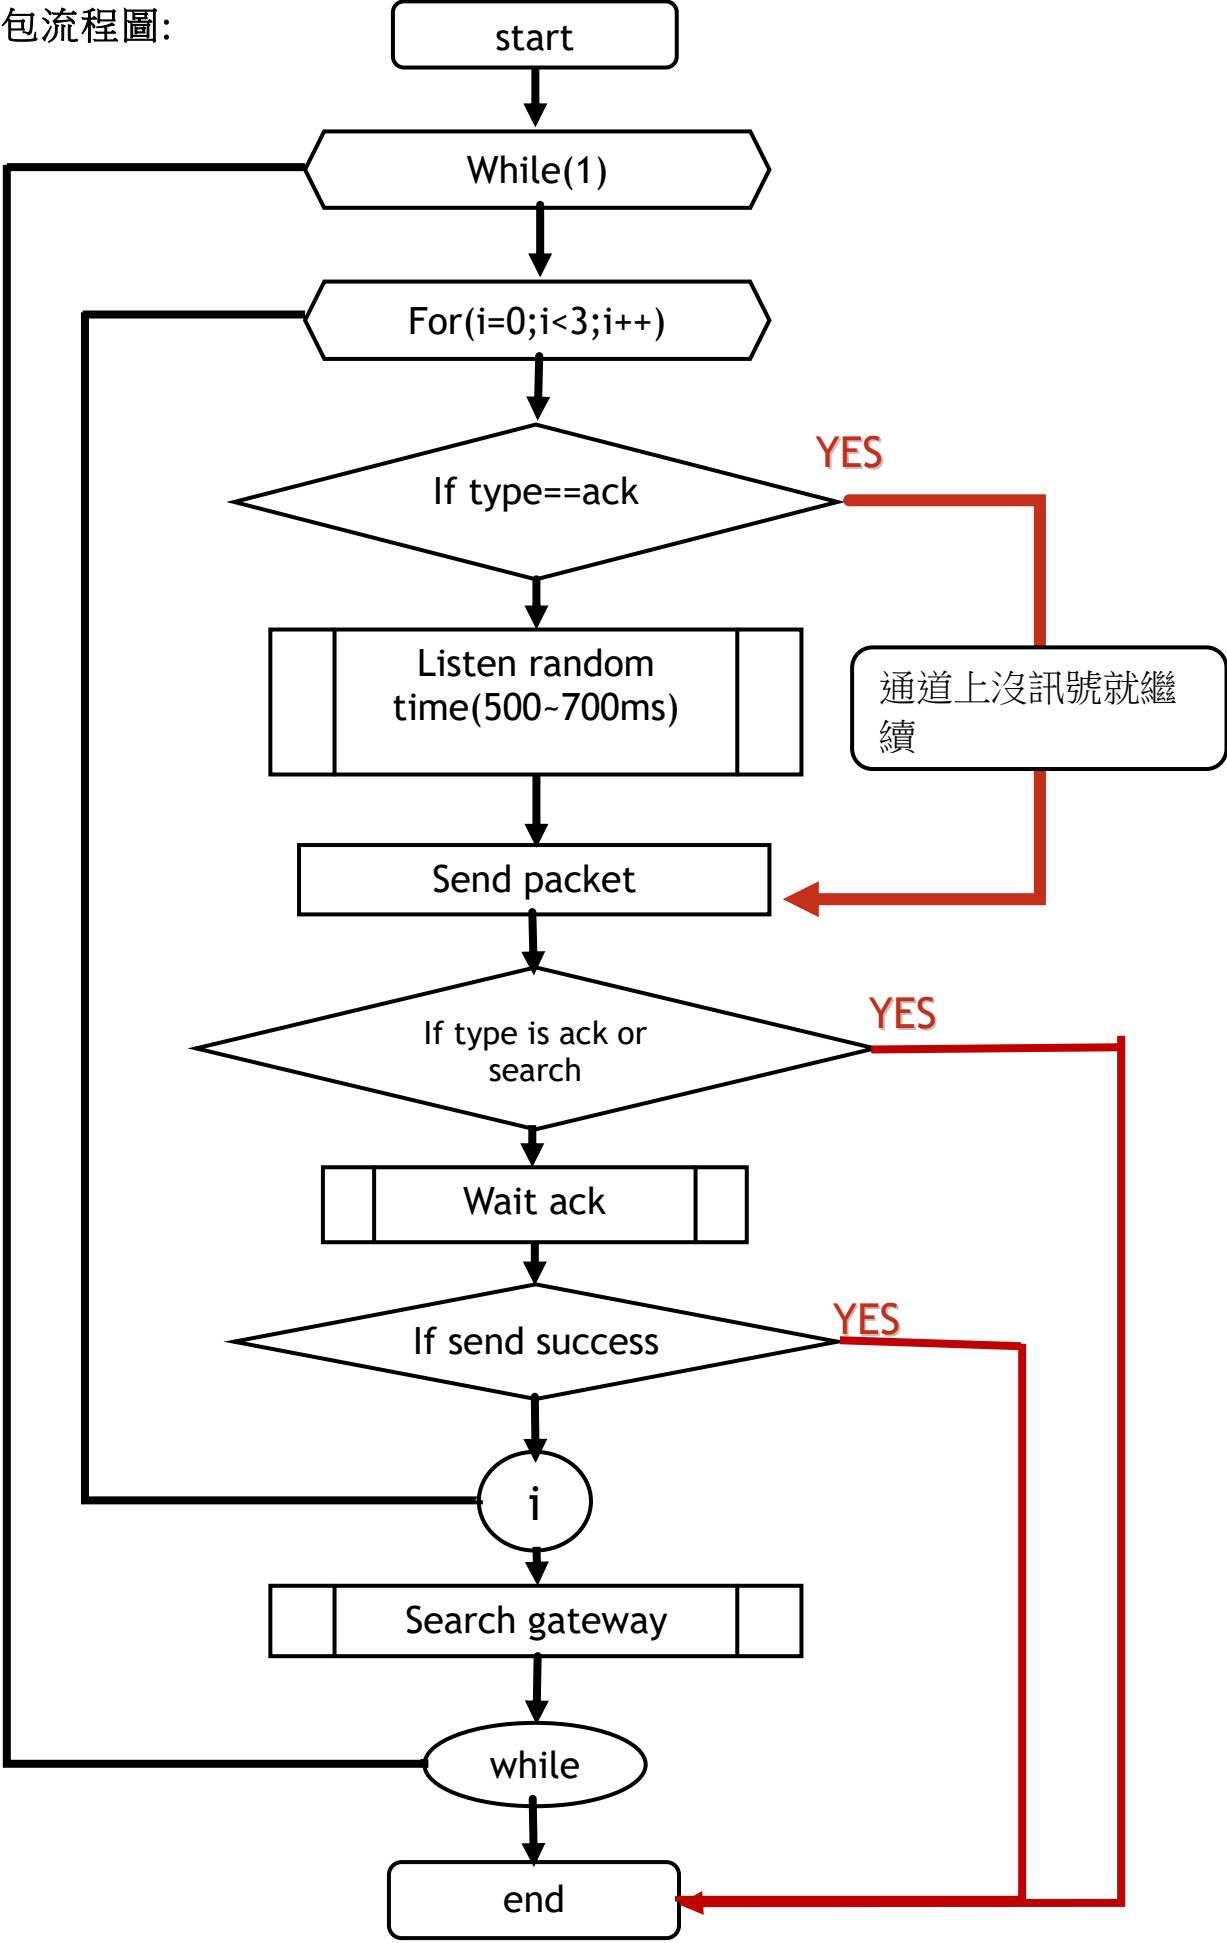 包流程圖:
start
While(1)
For(i=0;i<3;i++)
YES
If type==ack
Listen random
time(500~700ms)
通道上沒訊號就繼
續
Send packet
YES
If type is ack or
search
Wait ack
YES
If send success
i
Search gateway
while
end